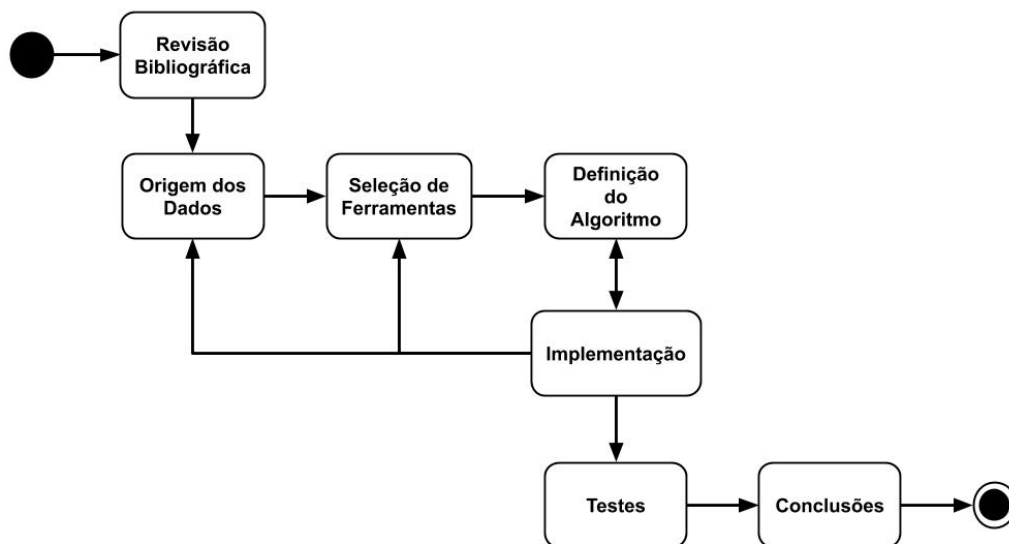 Revisão
Bibliográfica
Origem dos
Dados
Seleção de
Ferramentas
Definição
do
Algoritmo
Implementação
Testes
Conclusões